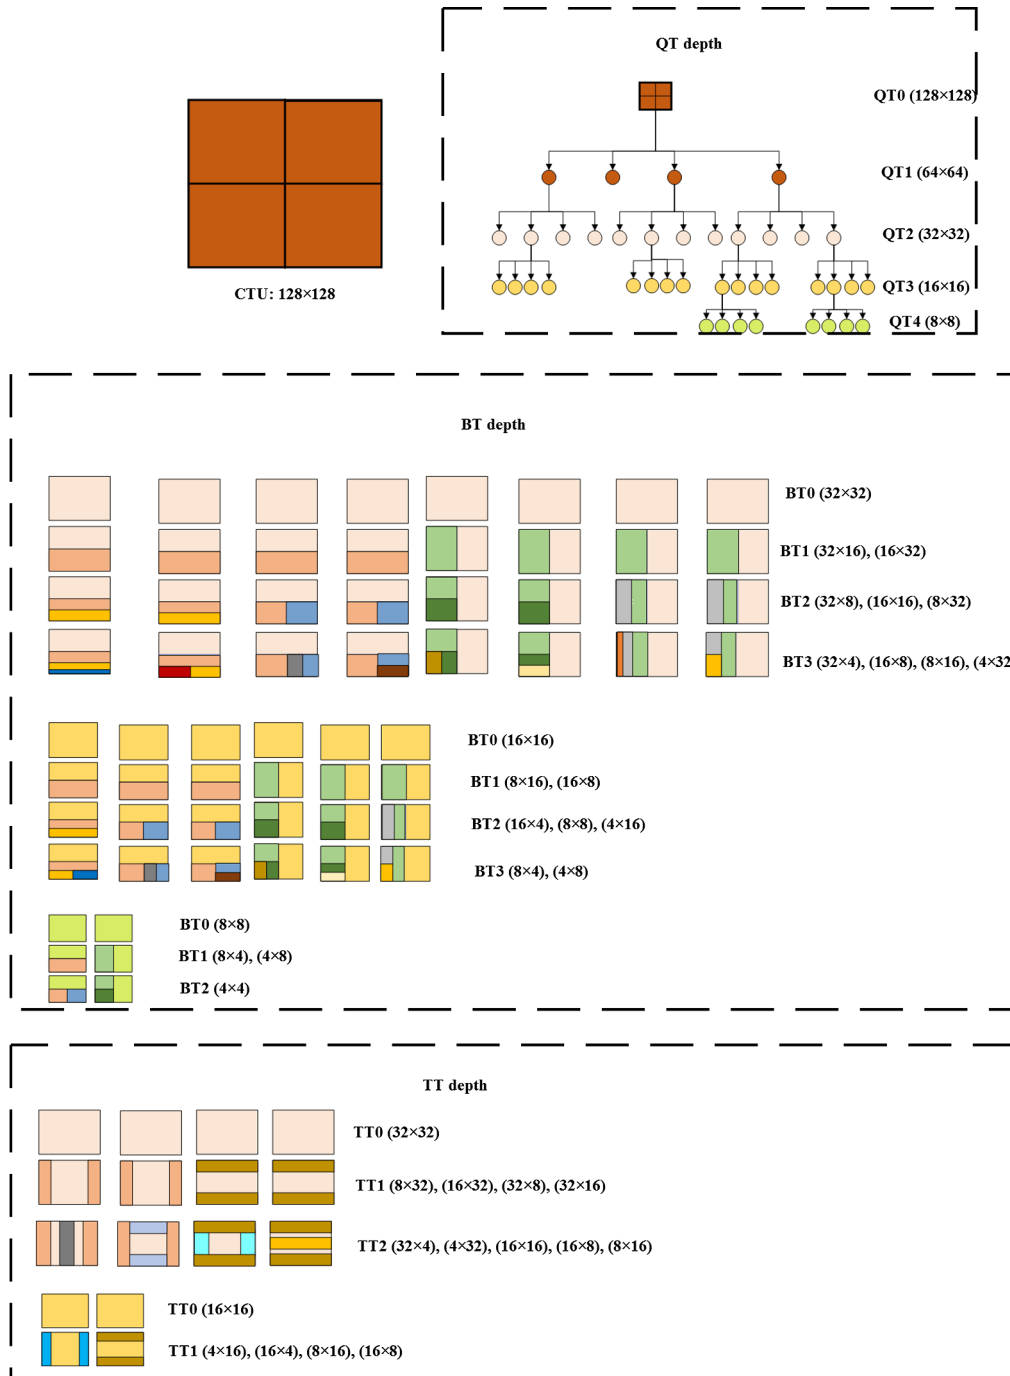 QT depth
QT0 (128×128)
QT1 (64×64)
QT2 (32×32)
CTU: 128×128
QT3 (16×16)
QT4 (8×8)
BT depth
BT0 (32×32)
BT1 (32×16), (16×32)
BT2 (32×8), (16×16), (8×32)
BT3 (32×4), (16×8), (8×16), (4×32
BT0 (16×16)
BT1 (8×16), (16×8)
BT2 (16×4), (8×8), (4×16)
BT3 (8×4), (4×8)
BT0 (8×8)
BT1 (8×4), (4×8)
BT2 (4×4)
TT depth
TT0 (32×32)
TT1 (8×32), (16×32), (32×8), (32×16)
TT2 (32×4), (4×32), (16×16), (16×8), (8×16)
TT0 (16×16)
TT1 (4×16), (16×4), (8×16), (16×8)